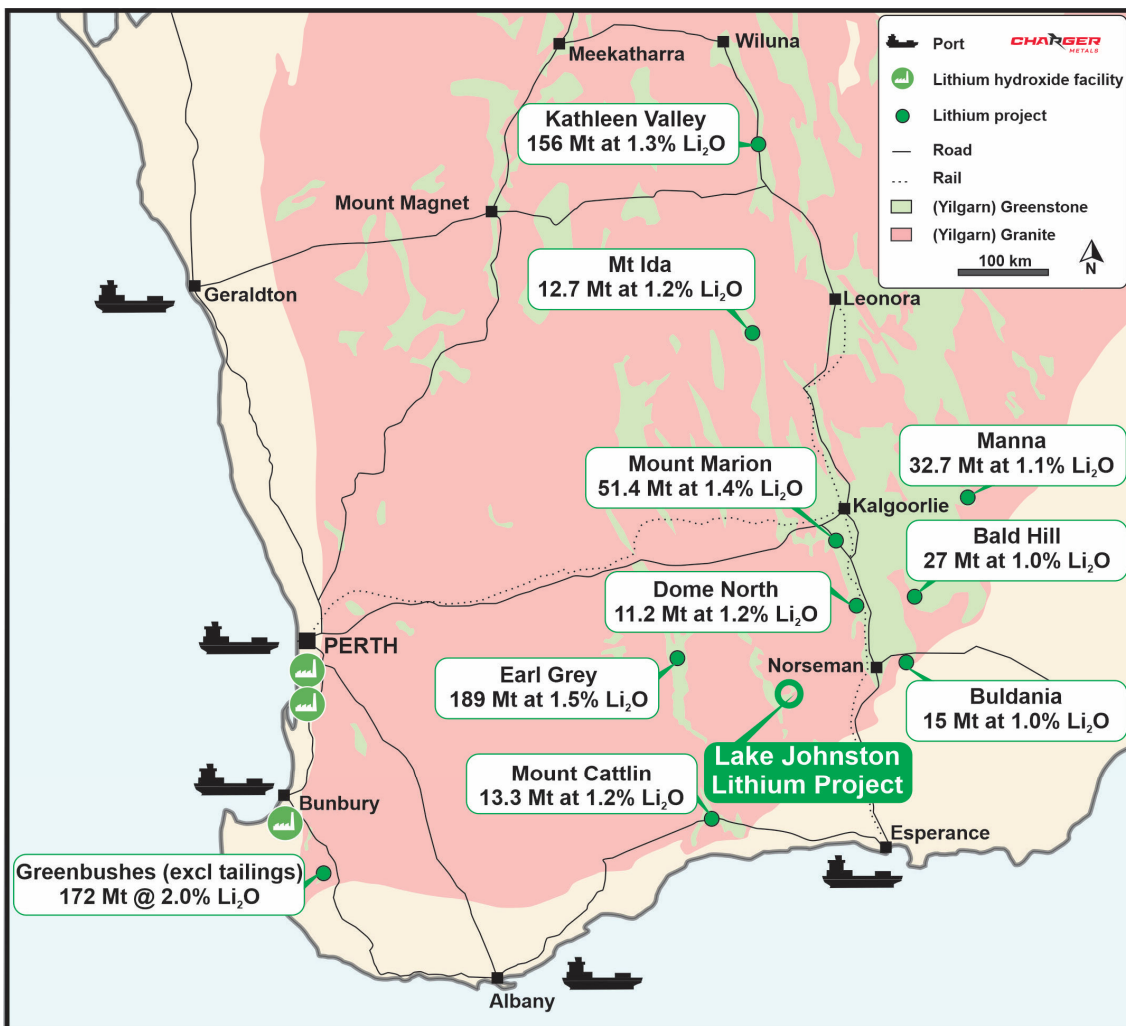 Meekatharra
Wiluna
Port
CHARGER
METALS
Lithium hydroxide facility
Lithium project
Road
Rail
(Yilgarn) Greenstone
(Yilgarn) Granite
100 km
N
Kathleen Valley
156 Mt at 1.3% Li₂O
Mount Magnet
Geraldton
Mt Ida
12.7 Mt at 1.2% Li₂O
Leonora
Manna
32.7 Mt at 1.1% Li₂O
Mount Marion
51.4 Mt at 1.4% Li₂O
Kalgoorlie
Bald Hill
27 Mt at 1.0% Li₂O
Dome North
11.2 Mt at 1.2% Li₂O
PERTH
Earl Grey
189 Mt at 1.5% Li₂O
Norseman
Buldania
15 Mt at 1.0% Li₂O
Lake Johnston
Lithium Project
Mount Cattlin
13.3 Mt at 1.2% Li₂O
Bunbury
Esperance
Greenbushes (excl tailings)
172 Mt @ 2.0% Li₂O
Albany